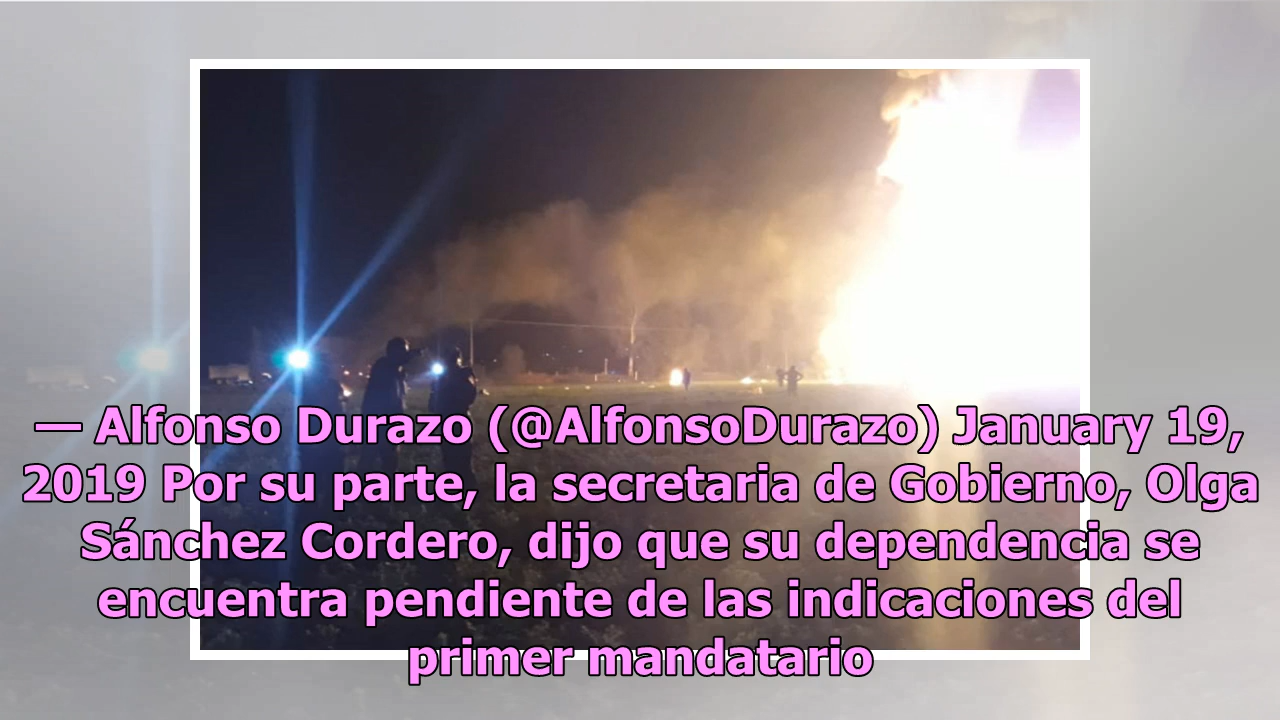 — Alfonso Durazo (@AlfonsoDurazo) January 19,
2019 Por su parte, la secretaria de Gobierno, Olga
Sánchez Cordero, dijo que su dependencia se
encuentra pendiente de las indicaciones del
primer mandatario